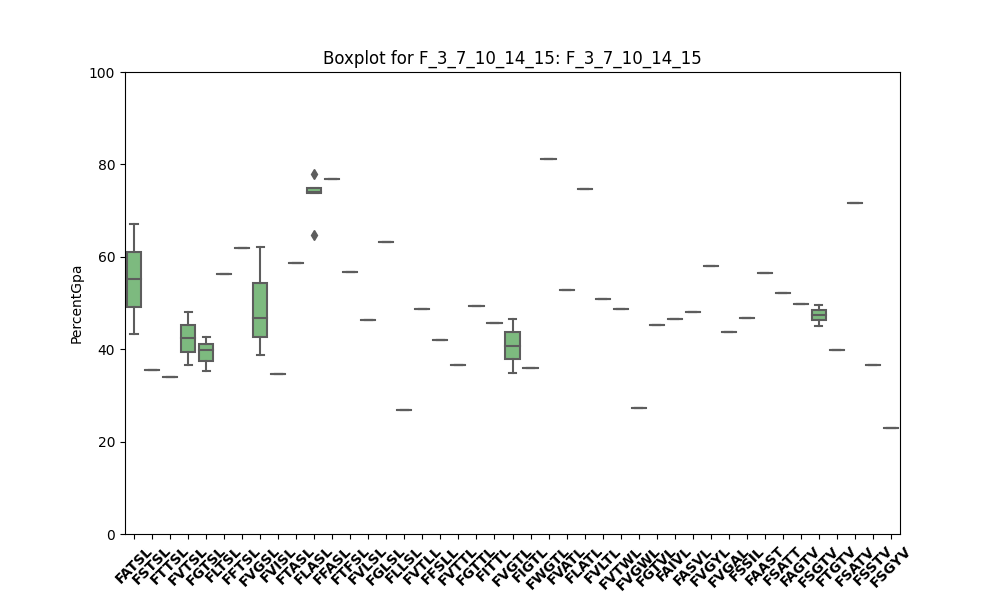 Boxplot for F_3_7_10_14_15: F_3_7_10_14_15
PercentGpa
100
80
60
40
20
0
FATSL
FSTSL
FTTSL
FVTSL
FGTSL
FLTSL
FFTSL
FVGSL
FVISL
FTASL
FLASL
FFASL
FTFSL
FVLSL
FGLSL
FLLSL
FVTLL
FFSLL
FVTTL
FGTTL
FITTL
FVGTL
FIGTL
FWGTL
FVATL
FLATL
FVLTL
FVTWL
FVGWL
FGTVL
FAIVL
FASVL
FVGYL
FVGAL
FSSIL
FAAST
FSATT
FAGTV
FSGTV
FTGTV
FSATV
FSSTV
FSGYV